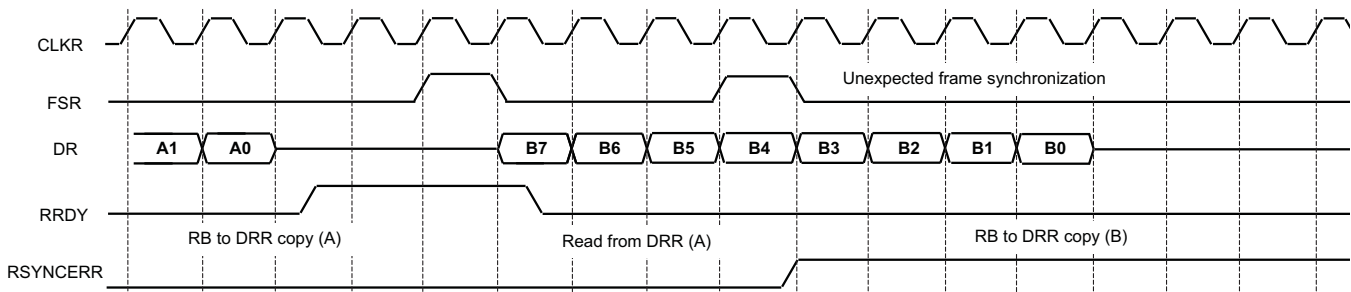 CLKR
Unexpected frame synchronization
FSR
DR A1 A0 B7 B6 B5 B4 B3 B2 B1 B0
RRDY
RB to DRR copy (A) Read from DRR (A) RB to DRR copy (B)
RSYNCERR